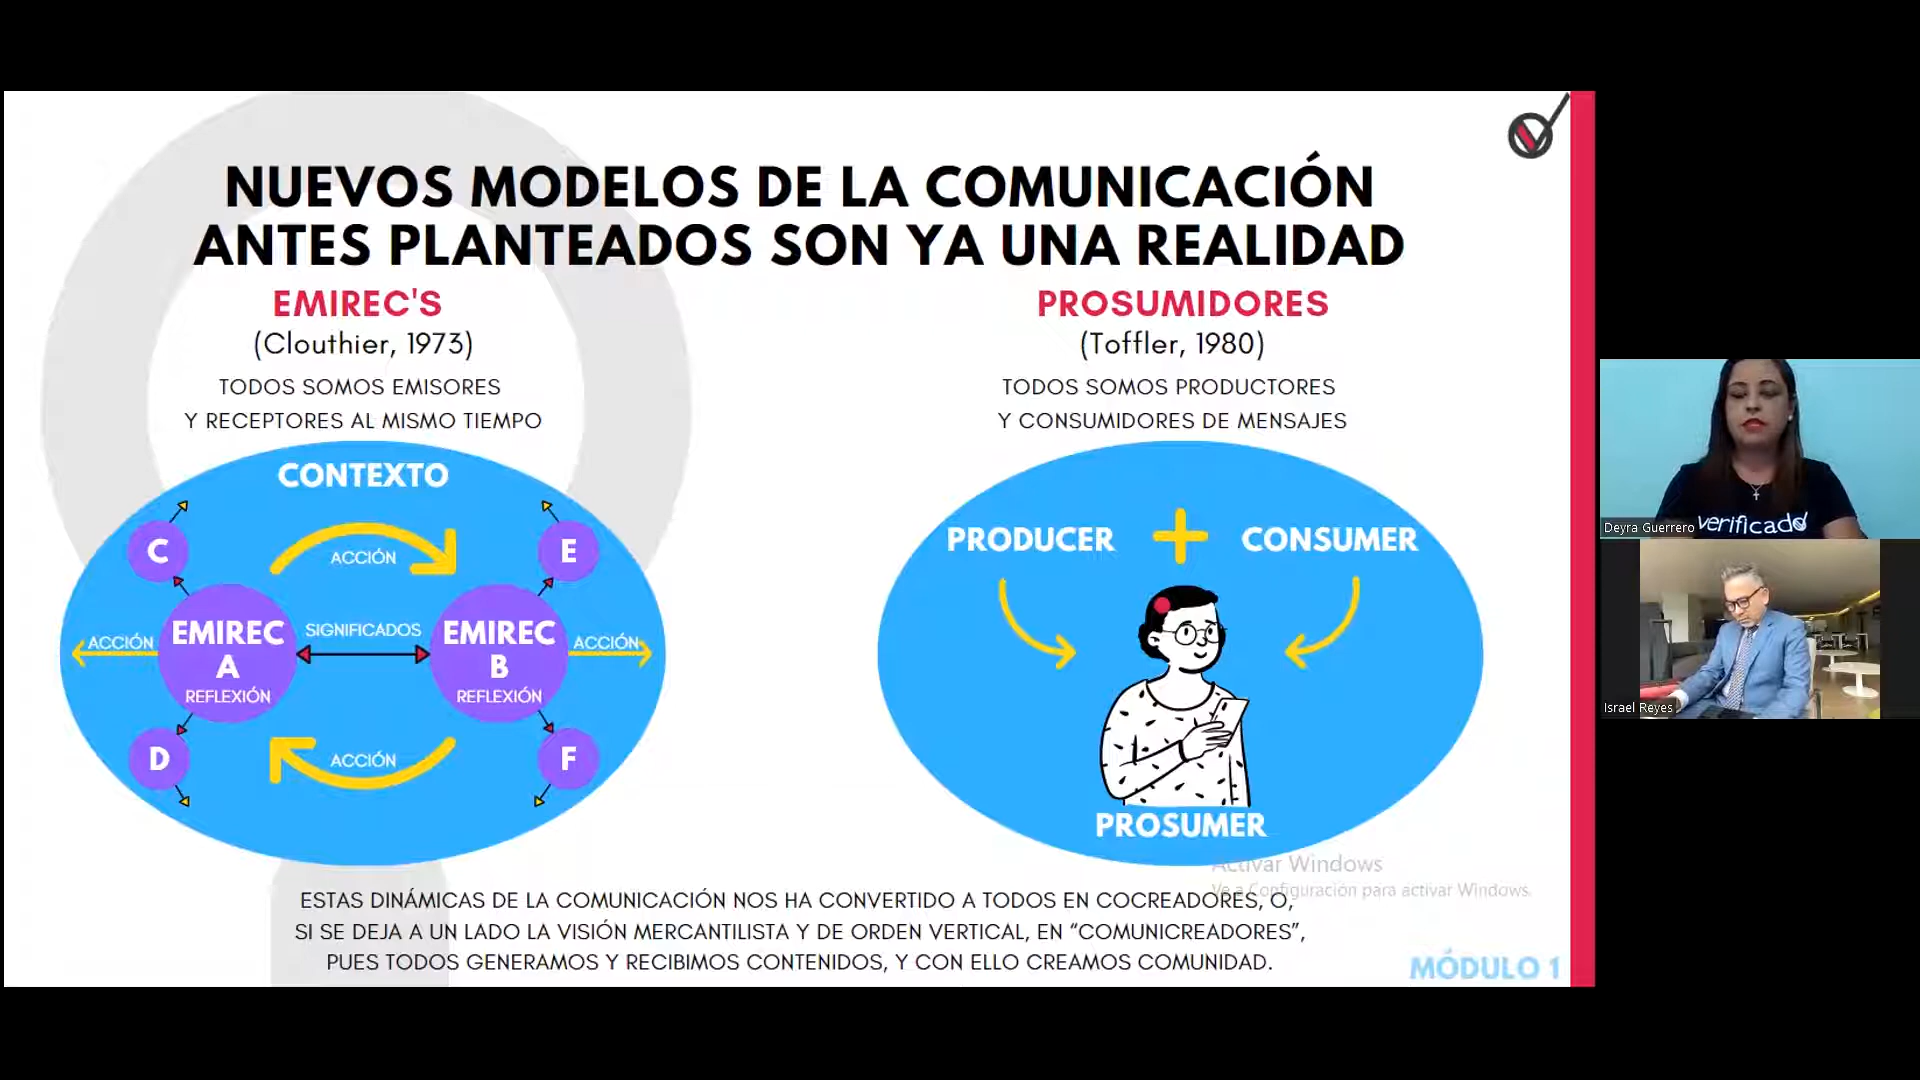 NUEVOS MODELOS DE LA COMUNICACIÓN
ANTES PLANTEADOS SON YA UNA REALIDAD
EMIREC'S
(Clouthier, 1973)
TODOS SOMOS EMISORES
Y RECEPTORES AL MISMO TIEMPO
CONTEXTO
C
E
ACCIÓN
EMIREC
A
REFLEXIÓN
SIGNIFICADOS
EMIREC
B
REFLEXIÓN
ACCIÓN
ACCIÓN
D
F
ACCIÓN
PROSUMIDORES
(Toffler, 1980)
TODOS SOMOS PRODUCTORES
Y CONSUMIDORES DE MENSAJES
PRODUCER + CONSUMER
PROSUMER
ESTAS DINÁMICAS DE LA COMUNICACIÓN NOS HA CONVERTIDO A TODOS EN COCREADORES, O,
SI SE DEJA A UN LADO LA VISIÓN MERCANTILISTA Y DE ORDEN VERTICAL, EN “COMUNICREADORES”,
PUES TODOS GENERAMOS Y RECIBIMOS CONTENIDOS, Y CON ELLO CREAMOS COMUNIDAD.
Activar Windows
Ve a Configuración para activar Windows.
MÓDULO 1
verificado
Deyra Guerrero
Israel Reyes